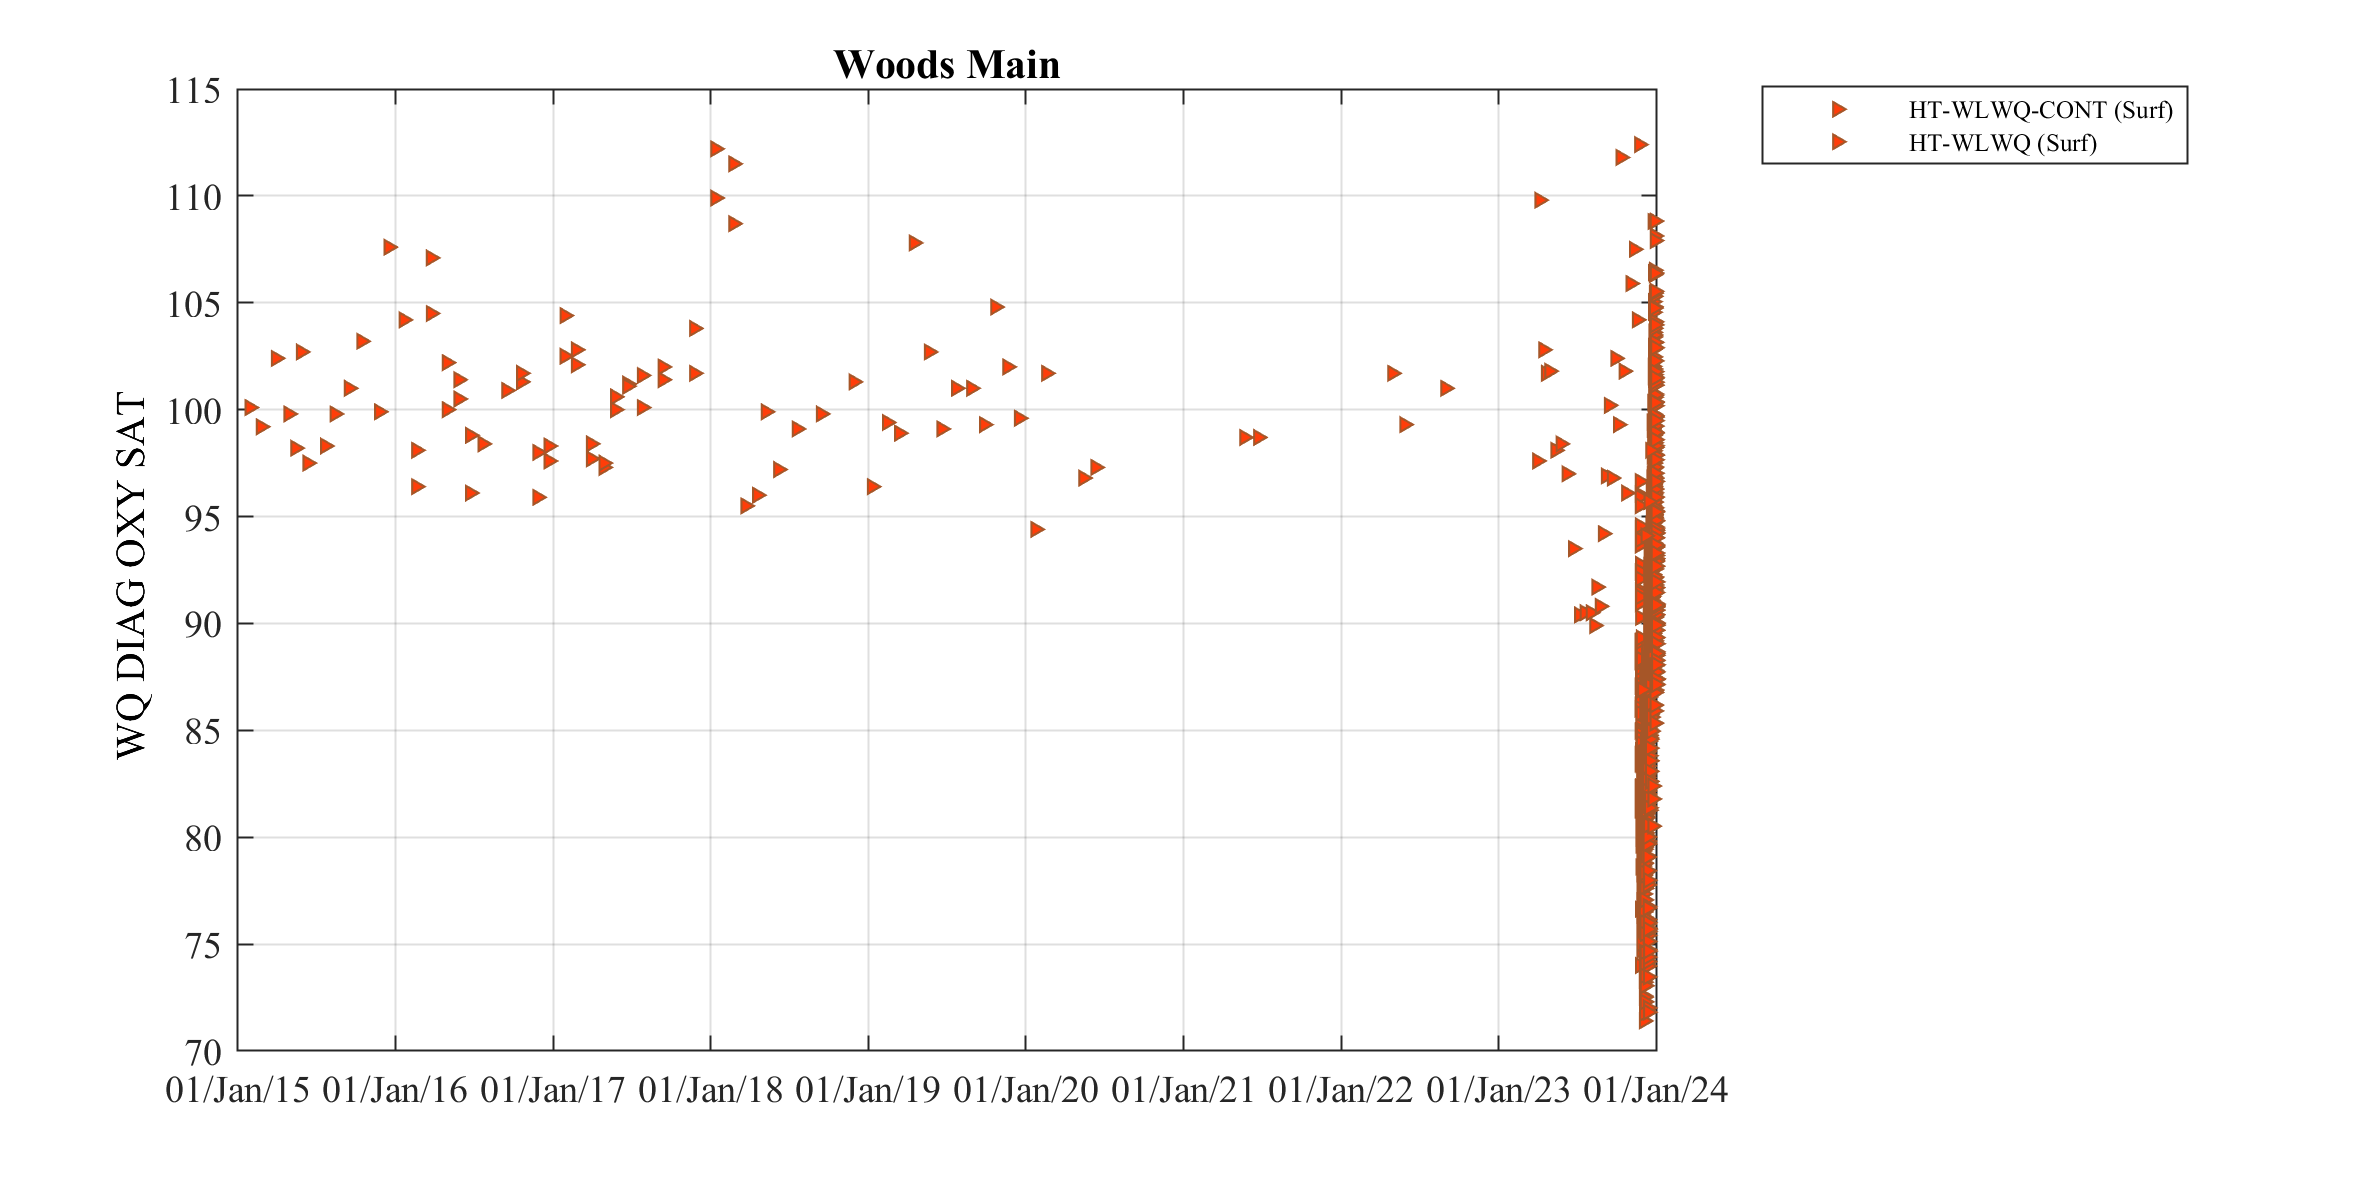 Woods Main
HT-WLWQ-CONT (Surf)
HT-WLWQ (Surf)
WQ DIAG OXY SAT
115
110
105
100
95
90
85
80
75
70
01/Jan/15 01/Jan/16 01/Jan/17 01/Jan/18 01/Jan/19 01/Jan/20 01/Jan/21 01/Jan/22 01/Jan/23 01/Jan/24